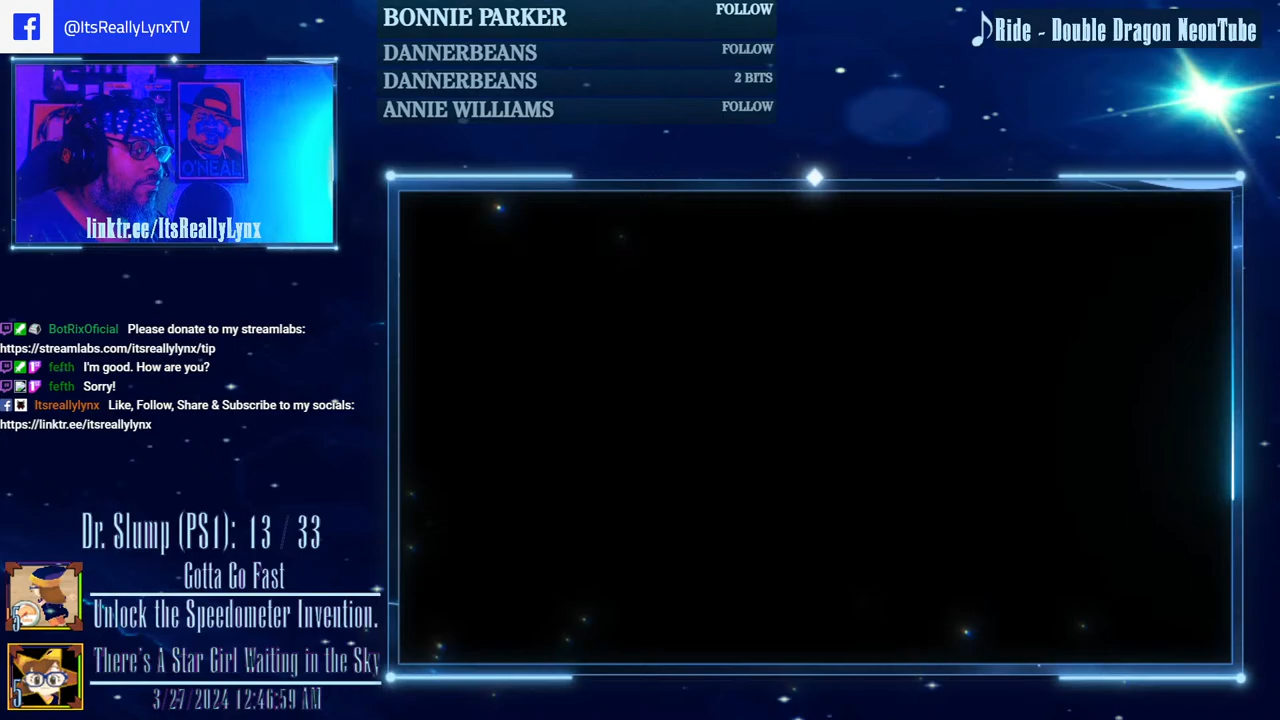 @ItsReallyLynxTV
BONNIE PARKER FOLLOW
DANNERBEANS FOLLOW
DANNERBEANS 2 BITS
ANNIE WILLIAMS FOLLOW
Ride - Double Dragon NeonTube
O'NEAL
linktr.ee/ItsReallyLynx
BotRixOficial Please donate to my streamlabs:
https://streamlabs.com/itsreallylynx/tip
fefth I'm good. How are you?
fefth Sorry!
Itsreallylynx Like, Follow, Share & Subscribe to my socials:
https://linktr.ee/itsreallylynx
Dr. Slump (PS1): 13 / 33
Gotta Go Fast
5
Unlock the Speedometer Invention.
There's A Star Girl Waiting in the Sky
5
3/27/2024 12:46:59 AM